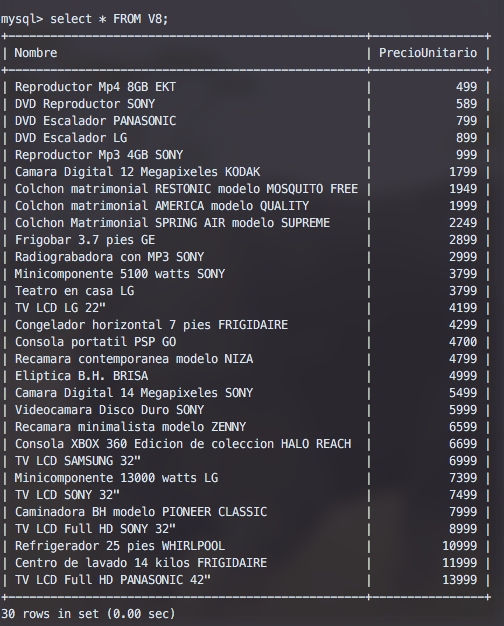 mysql> select * FROM V8;
+--------------------------------------------------+----------------+
| Nombre                                           | PrecioUnitario |
+--------------------------------------------------+----------------+
| Reproductor Mp4 8GB EKT                          |            499 |
| DVD Reproductor SONY                             |            589 |
| DVD Escalador PANASONIC                          |            799 |
| DVD Escalador LG                                 |            899 |
| Reproductor Mp3 4GB SONY                         |            999 |
| Camara Digital 12 Megapixeles KODAK              |           1799 |
| Colchon matrimonial RESTONIC modelo MOSQUITO FREE |           1949 |
| Colchon matrimonial AMERICA modelo QUALITY       |           1999 |
| Colchon Matrimonial SPRING AIR modelo SUPREME    |           2249 |
| Frigobar 3.7 pies GE                             |           2899 |
| Radiograbadora con MP3 SONY                      |           2999 |
| Minicomponente 5100 watts SONY                   |           3799 |
| Teatro en casa LG                                |           3799 |
| TV LCD LG 22"                                    |           4199 |
| Congelador horizontal 7 pies FRIGIDAIRE          |           4299 |
| Consola portatil PSP GO                          |           4700 |
| Recamara contemporanea modelo NIZA               |           4799 |
| Eliptica B.H. BRISA                              |           4999 |
| Camara Digital 14 Megapixeles SONY               |           5499 |
| Videocamara Disco Duro SONY                      |           5999 |
| Recamara minimalista modelo ZENNY                |           6599 |
| Consola XBOX 360 Edicion de coleccion HALO REACH |           6699 |
| TV LCD SAMSUNG 32"                               |           6999 |
| Minicomponente 13000 watts LG                    |           7399 |
| TV LCD SONY 32"                                  |           7499 |
| Caminadora BH modelo PIONEER CLASSIC             |           7999 |
| TV LCD Full HD SONY 32"                          |           8999 |
| Refrigerador 25 pies WHIRLPOOL                   |          10999 |
| Centro de lavado 14 kilos FRIGIDAIRE             |          11999 |
| TV LCD Full HD PANASONIC 42"                     |          13999 |
+--------------------------------------------------+----------------+
30 rows in set (0.00 sec)